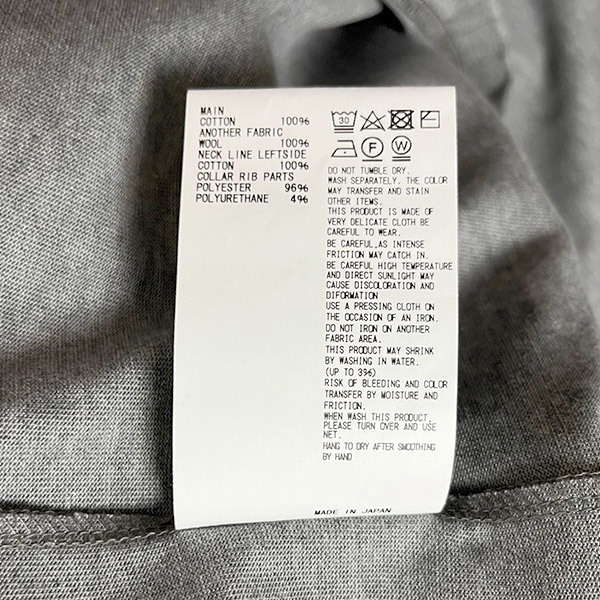 MAIN
COTTON 100%
ANOTHER FABRIC
WOOL 100%
NECK LINE LEFTSIDE
COTTON 100%
COLLAR RIB PARTS
POLYESTER 96%
POLYURETHANE 4%
30
F
W
DO NOT TUMBLE DRY.
WASH SEPARATELY. THE COLOR
MAY TRANSFER AND STAIN
OTHER ITEMS.
THIS PRODUCT IS MADE OF
VERY DELICATE CLOTH BE
CAREFUL TO WEAR.
BE CAREFUL,AS INTENSE
FRICTION MAY CATCH IN.
BE CAREFUL HIGH TEMPERATURE
AND DIRECT SUNLIGHT MAY
CAUSE DISCOLORATION AND
DIFORMATION
USE A PRESSING CLOTH ON
THE OCCASION OF AN IRON.
DO NOT IRON ON ANOTHER
FABRIC AREA.
THIS PRODUCT MAY SHRINK
BY WASHING IN WATER.
(UP TO 3%)
RISK OF BLEEDING AND COLOR
TRANSFER BY MOISTURE AND
FRICTION.
WHEN WASH THIS PRODUCT,
PLEASE TURN OVER AND USE
NET.
HANG TO DRY AFTER SMOOTHING
BY HAND
MADE IN JAPAN